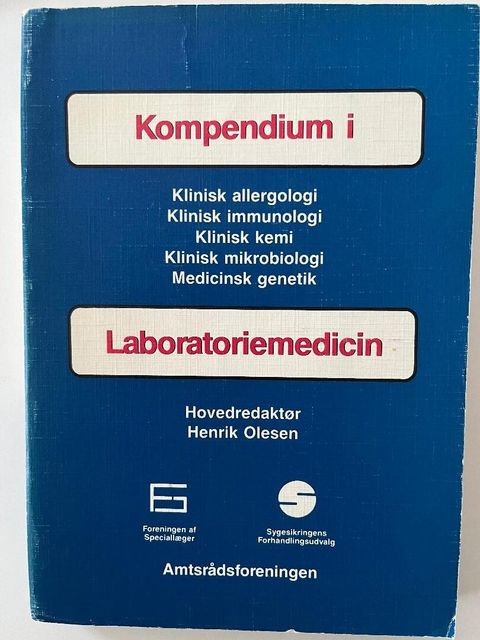 Kompendium i
Klinisk allergologi
Klinisk immunologi
Klinisk kemi
Klinisk mikrobiologi
Medicinsk genetik
Laboratoriemedicin
Hovedredaktør
Henrik Olesen
Foreningen af
Speciallæger
Sygesikringens
Forhandlingsudvalg
Amtsrådsforeningen